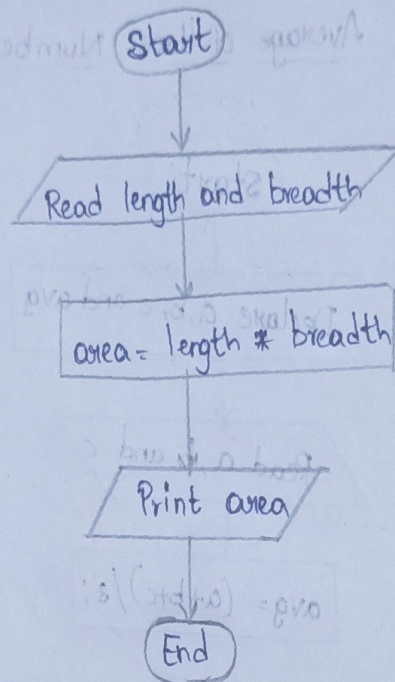 Start
Read length and breadth
area = length * breadth
Print area
End